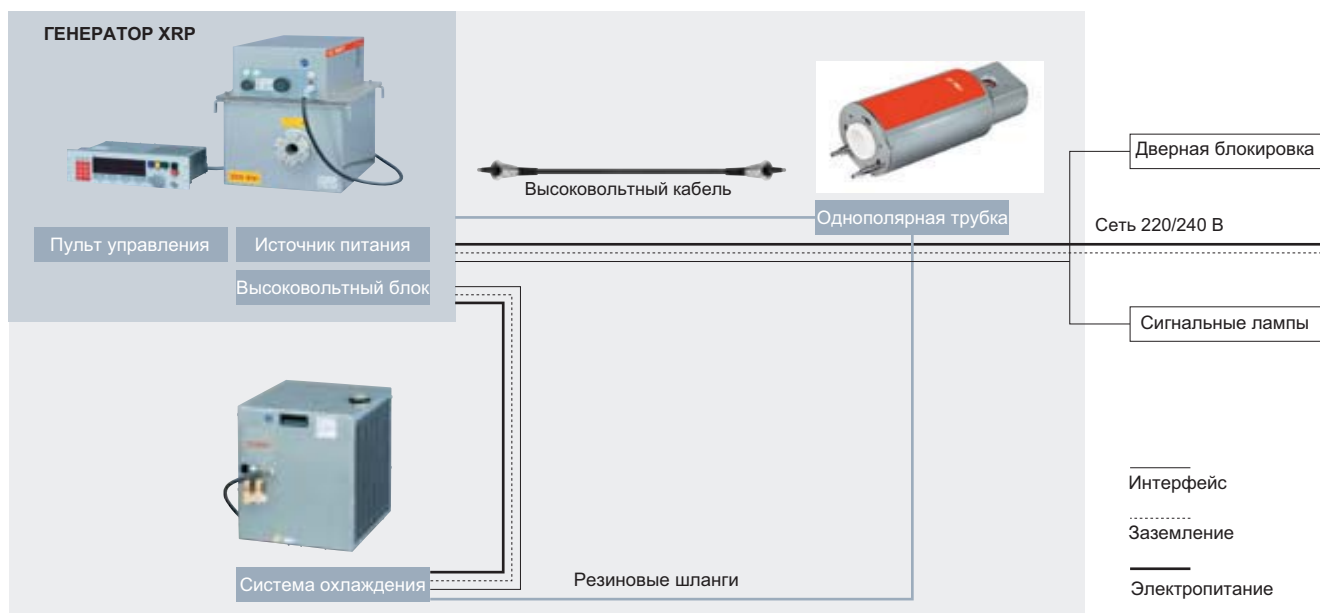 ГЕНЕРАТОР XRP
Высоковольтный кабель
Дверная блокировка
Однополярная трубка
Сеть 220/240 В
Пульт управления
Источник питания
Высоковольтный блок
Сигнальные лампы
Интерфейс
Заземление
Система охлаждения
Резиновые шланги
Электропитание